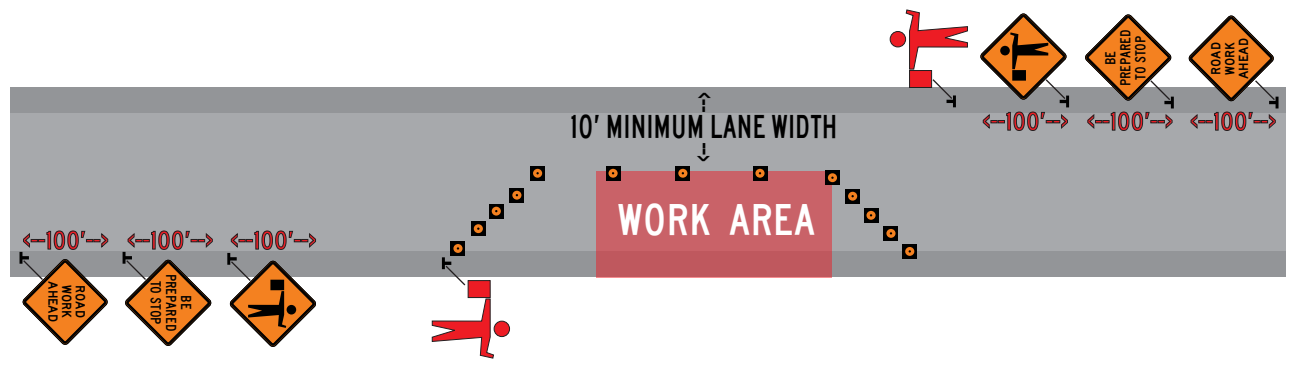 BE
PREPARED
TO STOP
ROAD
WORK
AHEAD
<--100'-->
<--100'-->
<--100'-->
10' MINIMUM LANE WIDTH
WORK AREA
<--100'-->
<--100'-->
<--100'-->
ROAD
WORK
AHEAD
BE
PREPARED
TO STOP